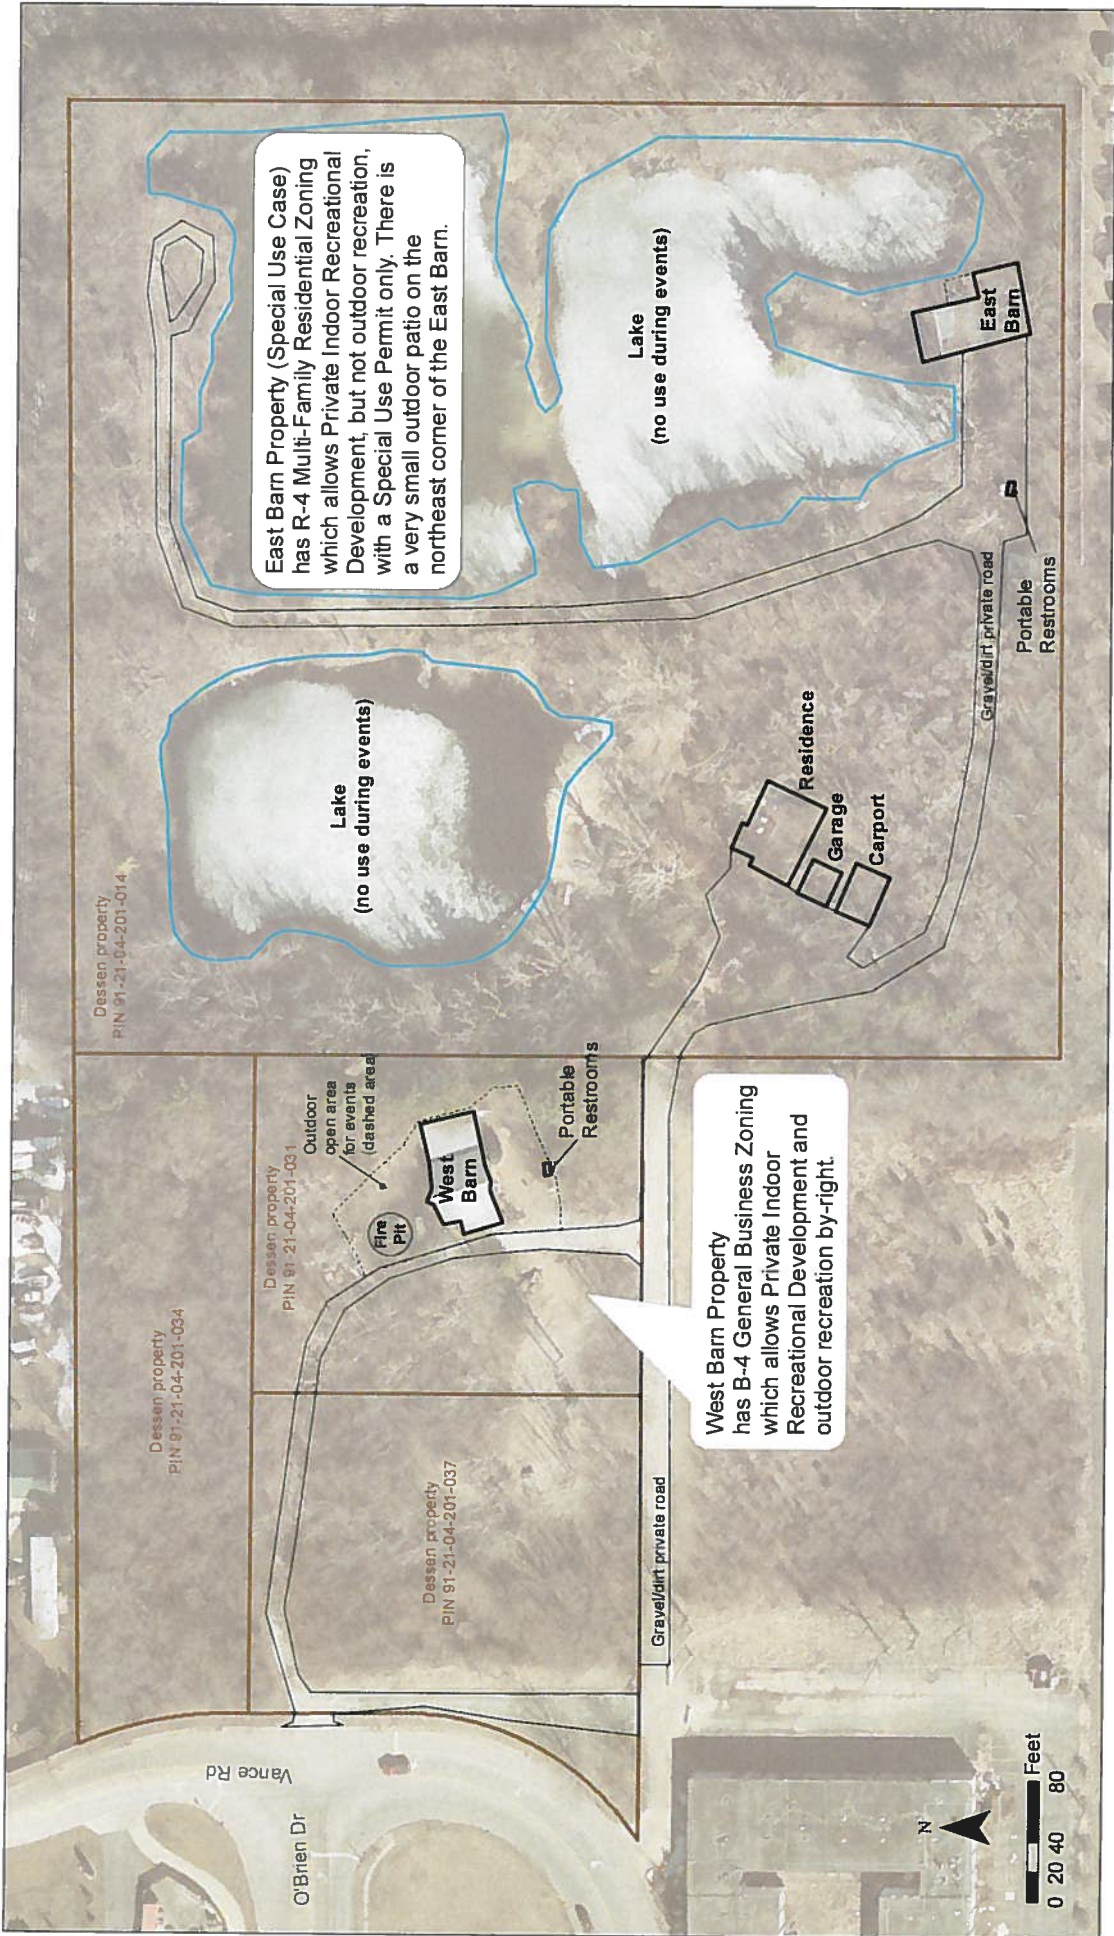 Dessen property
PIN 91-21-04-201-014
East Barn Property (Special Use Case)
has R-4 Multi-Family Residential Zoning
which allows Private Indoor Recreational
Development, but not outdoor recreation,
with a Special Use Permit only. There is
a very small outdoor patio on the
northeast corner of the East Barn.
Lake
(no use during events)
Lake
(no use during events)
East
Barn
Portable
Restrooms
Gravel/dirt private road
Residence
Garage
Carport
Dessen property
PIN 91-21-04-201-034
Dessen property
PIN 91-21-04-201-031
Outdoor
open area
for events
(dashed area)
Fire
Pit
West
Barn
Portable
Restrooms
Dessen property
PIN 91-21-04-201-037
West Barn Property
has B-4 General Business Zoning
which allows Private Indoor
Recreational Development and
outdoor recreation by-right.
Gravel/dirt private road
Vance Rd
O'Brien Dr
N
Feet
0 20 40 80